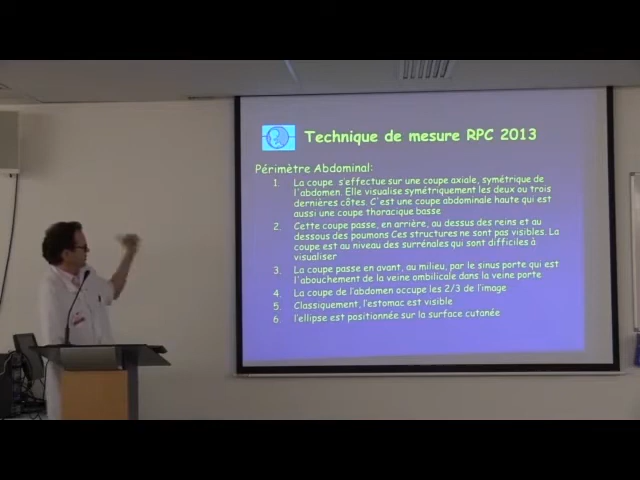 Technique de mesure RPC 2013
Périmètre Abdominal:
1. La coupe s'effectue sur une coupe axiale, symétrique de
l'abdomen. Elle visualise symétriquement les deux ou trois
dernières côtes. C'est une coupe abdominale haute qui est
aussi une coupe thoracique basse
2. Cette coupe passe, en arrière, au dessus des reins et au
dessous des poumons Ces structures ne sont pas visibles. La
coupe est au niveau des surrénales qui sont difficiles à
visualiser
3. La coupe passe en avant, au milieu, par le sinus porte qui est
l'abouchement de la veine ombilicale dans la veine porte
4. La coupe de l'abdomen occupe les 2/3 de l'image
5. Classiquement, l'estomac est visible
6. l'ellipse est positionnée sur la surface cutanée